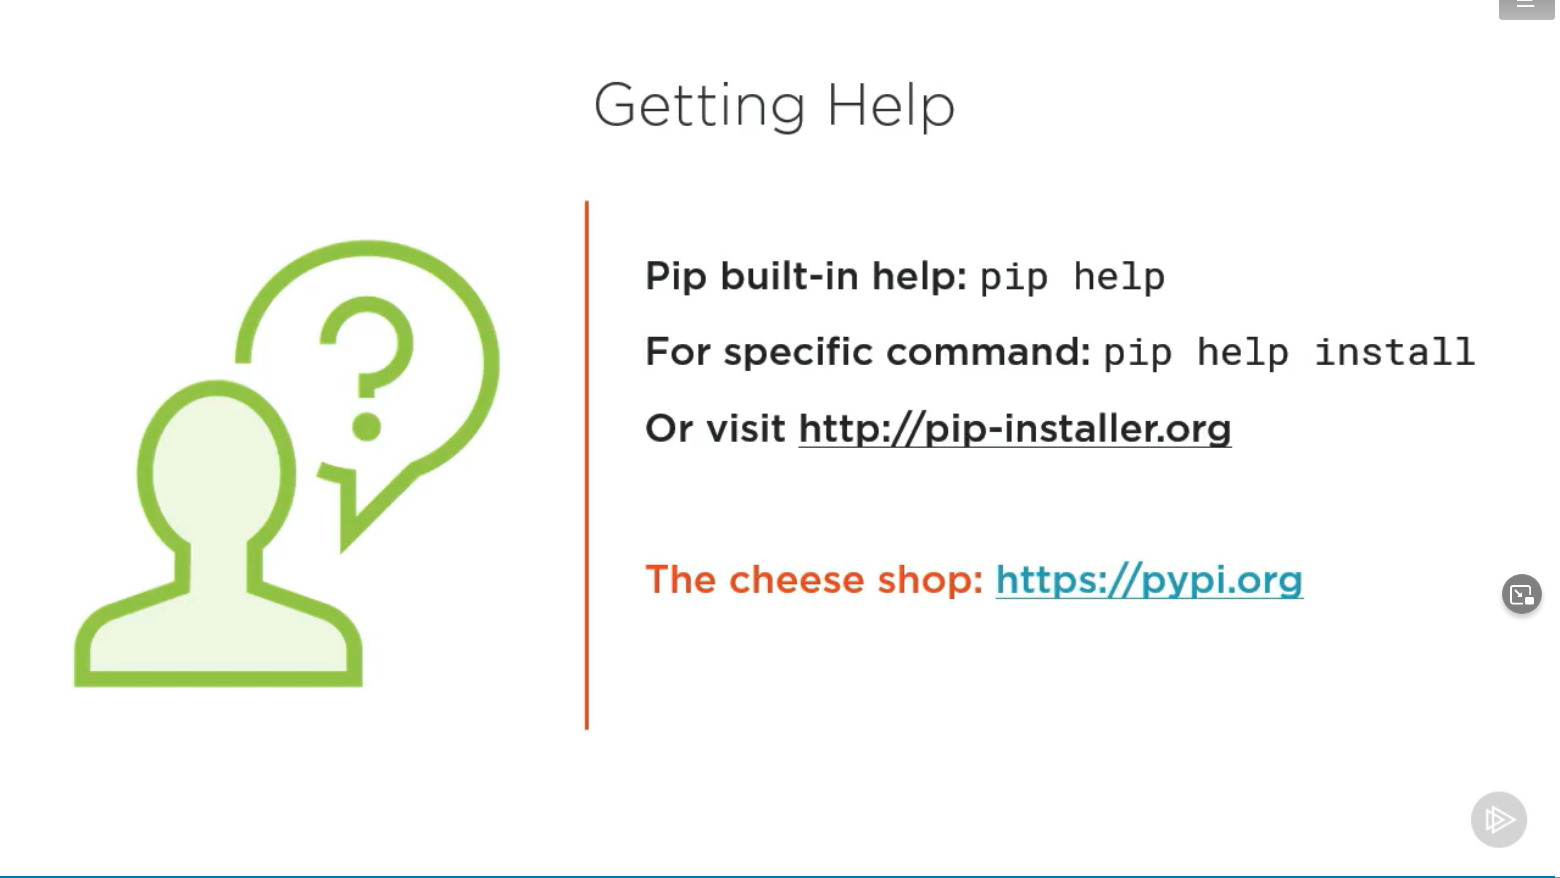 Getting Help
Pip built-in help: pip help
For specific command: pip help install
Or visit http://pip-installer.org
The cheese shop: https://pypi.org